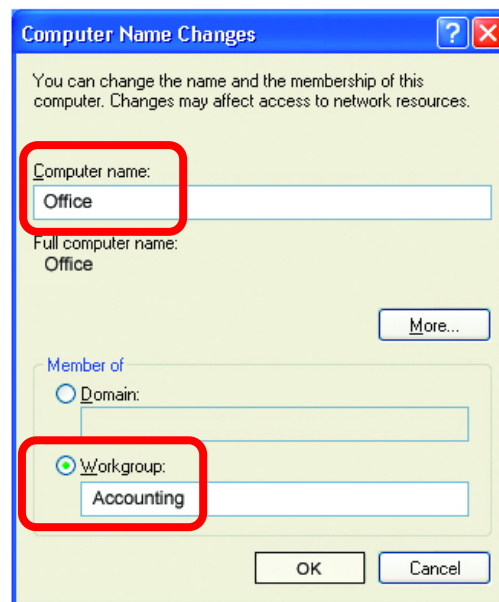 Computer Name Changes
You can change the name and the membership of this
computer. Changes may affect access to network resources.
Computer name:
Office
Full computer name:
Office
More...
Member of
Domain:
Workgroup:
Accounting
OK Cancel